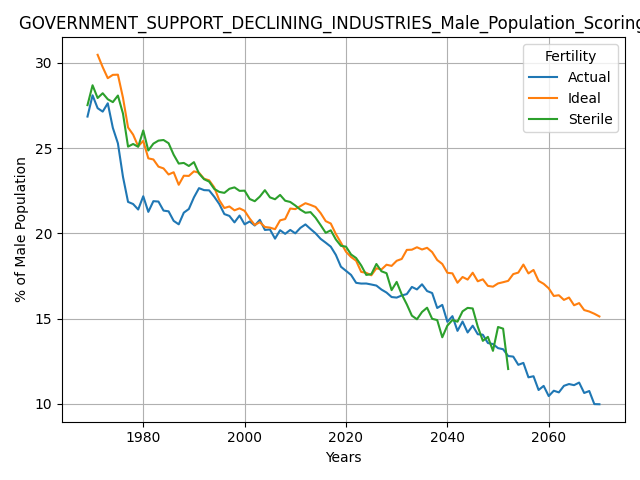 GOVERNMENT_SUPPORT_DECLINING_INDUSTRIES_Male_Population_Scoring
Fertility
Actual
Ideal
Sterile
% of Male Population
30
25
20
15
10
1980
2000
2020
2040
2060
Years